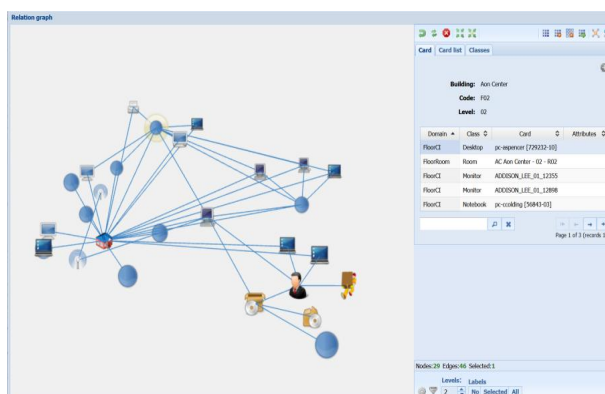 Relation graph
Card Card list Classes
Building: Aon Center
Code: F02
Level: 02
Domain Class Card Attributes
FloorCI Desktop pc-espencer [729232-10]
FloorRoom Room AC Aon Center - 02 - R02
FloorCI Monitor ADDISON_LEE_01_12355
FloorCI Monitor ADDISON_LEE_01_12898
FloorCI Notebook pc-ccolding [56843-03]
Page 1 of 3 (records 1
Nodes:29 Edges:46 Selected:1
Levels: Labels
2 No Selected All